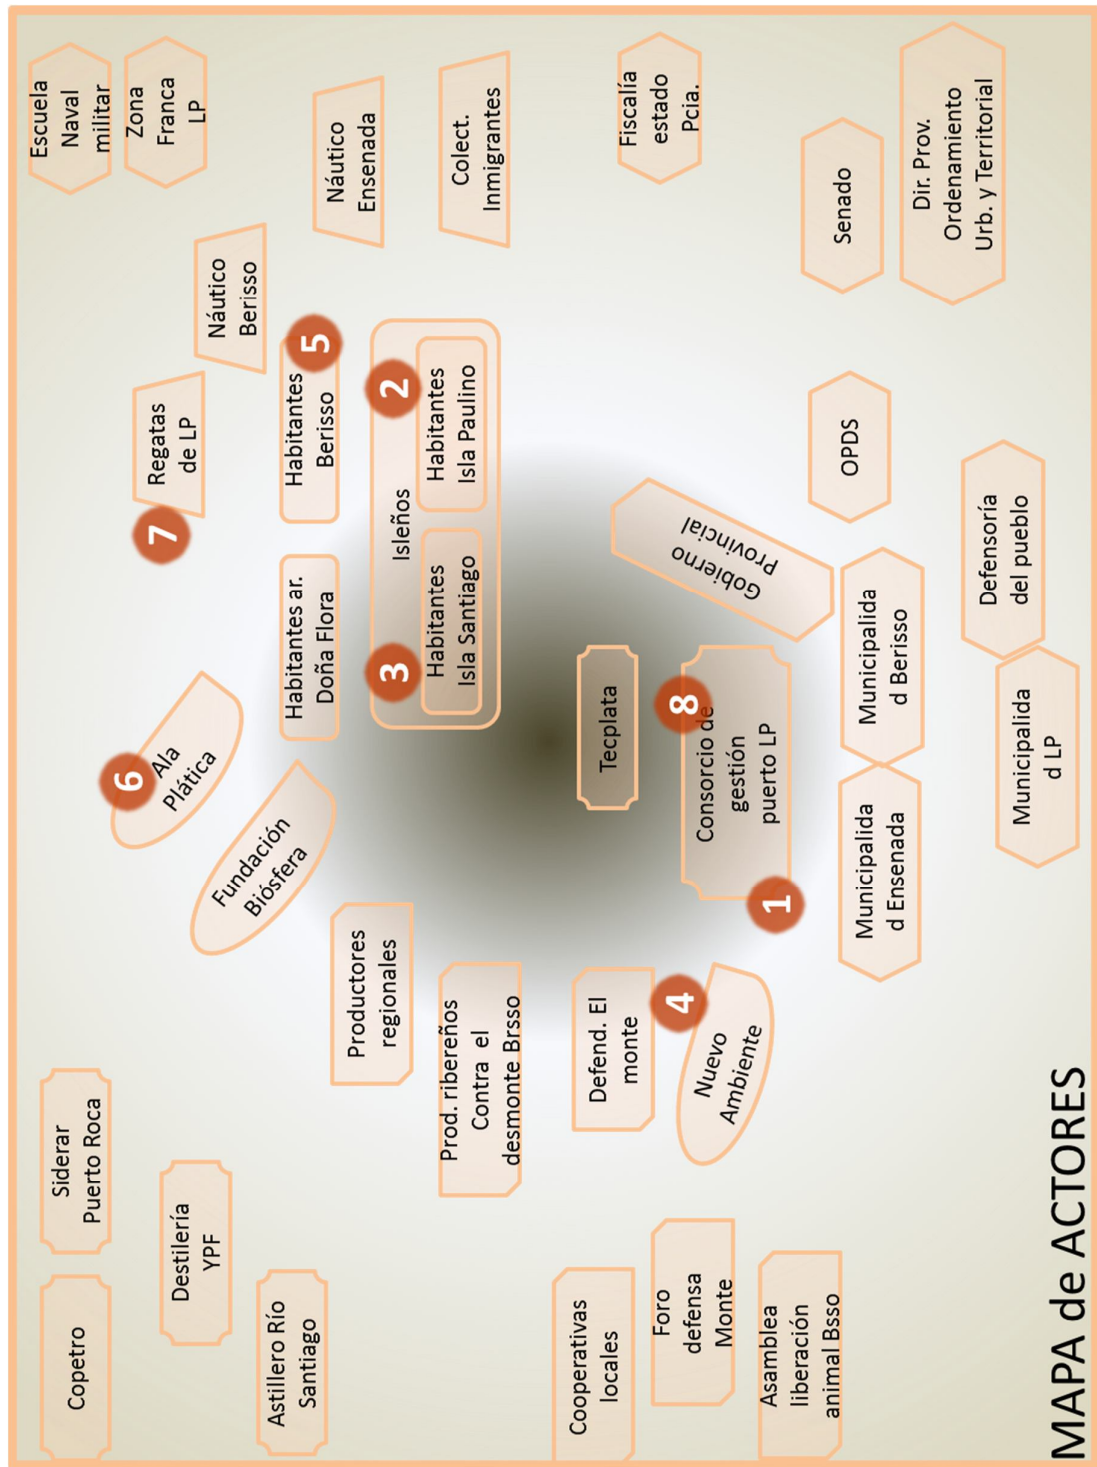 MAPA de ACTORES
Copetro
Siderar
Puerto Roca
Destilería
YPF
Astillero Río
Santiago
Escuela
Naval
militar
Zona
Franca
LP
Náutico
Ensenada
Colect.
Inmigrantes
Náutico
Berisso
Regatas
de LP
7
Habitantes
Berisso
5
Habitantes ar.
Doña Flora
Isleños
2
Habitantes
Isla Paulino
3
Habitantes
Isla Santiago
6
Ala
Plática
Fundación
Biósfera
Productores
regionales
Prod. ribereños
Contra el
desmonte Brsso
Defend. El
monte
4
Nuevo
Ambiente
Cooperativas
locales
Foro
defensa
Monte
Asamblea
liberación
animal Bsso
Tecplata
8
Consorcio de
gestión
puerto LP
1
Gobierno
Provincial
Municipalida
d Ensenada
Municipalida
d Berisso
Municipalida
d LP
Defensoría
del pueblo
OPDS
Senado
Fiscalía
estado
Pcia.
Dir. Prov.
Ordenamiento
Urb. y Territorial